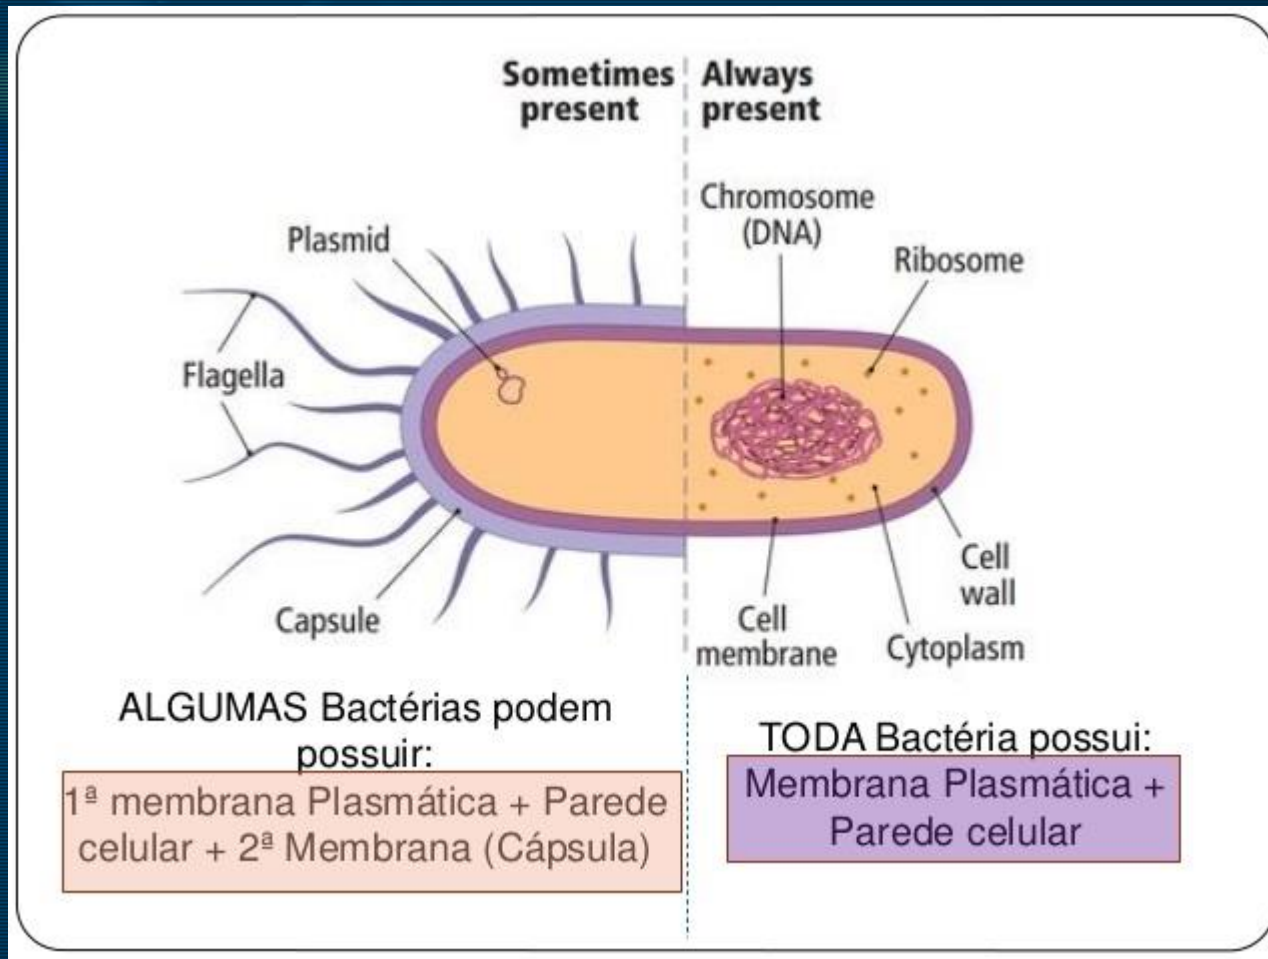 Sometimes
present
Always
present
Chromosome
(DNA)
Plasmid
Ribosome
Flagella
Capsule
Cell
membrane
Cytoplasm
Cell
wall
ALGUMAS Bactérias podem
possuir:
1ª membrana Plasmática + Parede
celular + 2ª Membrana (Cápsula)
TODA Bactéria possui:
Membrana Plasmática +
Parede celular